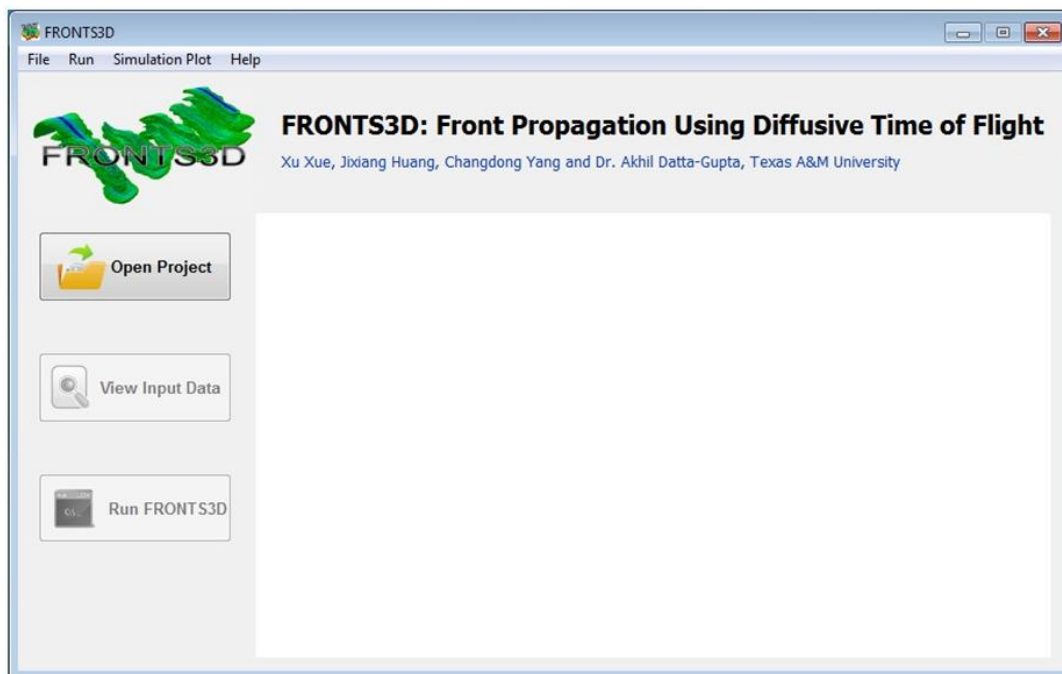 FRONTS3D
File Run Simulation Plot Help
FRONTS3D
FRONTS3D: Front Propagation Using Diffusive Time of Flight
Xu Xue, Jixiang Huang, Changdong Yang and Dr. Akhil Datta-Gupta, Texas A&M University
Open Project
View Input Data
Run FRONTS3D